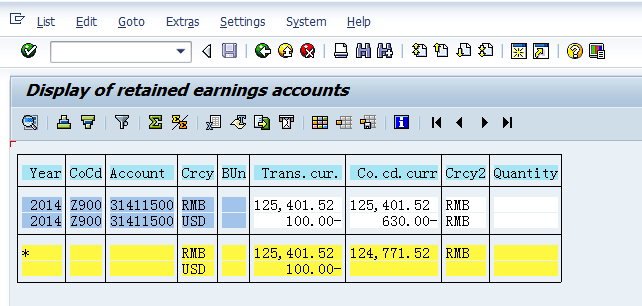 List Edit Goto Extras Settings System Help
Display of retained earnings accounts
Year CoCd Account Crcy BUn Trans.cur. Co.cd.curr Crcy2 Quantity
2014 Z900 31411500 RMB 125,401.52 125,401.52 RMB
2014 Z900 31411500 USD 100.00- 630.00- RMB
* RMB 125,401.52 124,771.52 RMB
USD 100.00-